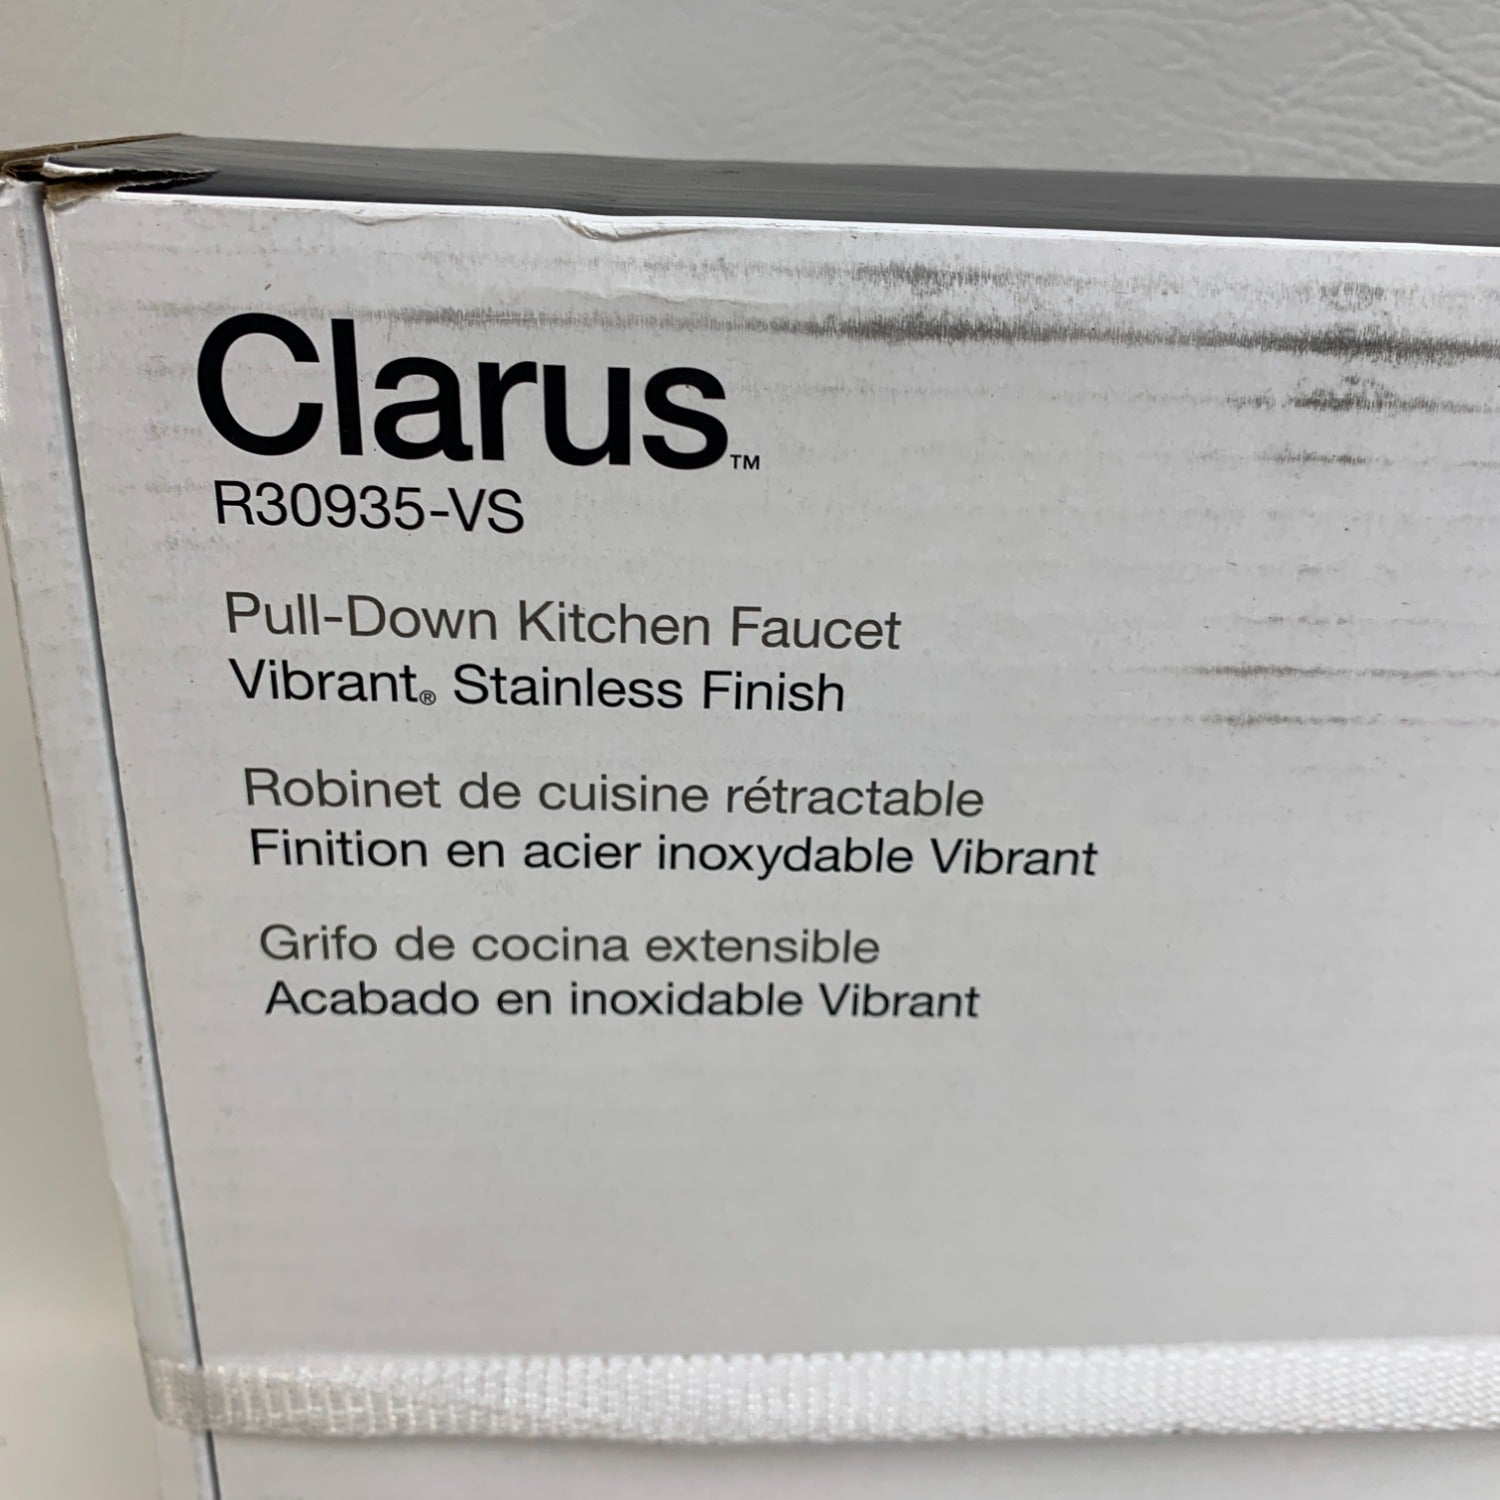 Clarus™
R30935-VS
Pull-Down Kitchen Faucet
Vibrant® Stainless Finish
Robinet de cuisine rétractable
Finition en acier inoxydable Vibrant
Grifo de cocina extensible
Acabado en inoxidable Vibrant